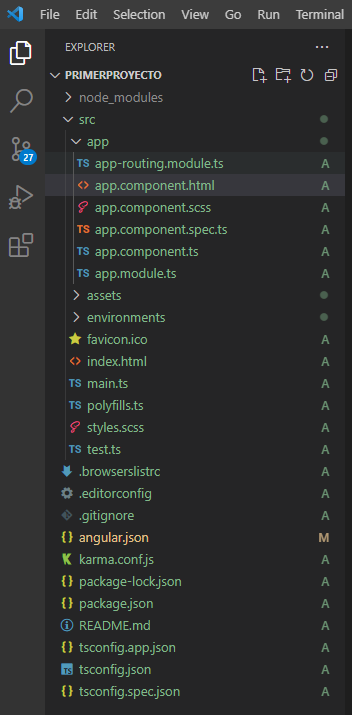 File Edit Selection View Go Run Terminal
EXPLORER
PRIMERPROYECTO
node_modules
src
app
TS app-routing.module.ts A
<> app.component.html A
app.component.scss A
TS app.component.spec.ts A
TS app.component.ts A
TS app.module.ts A
assets
environments
favicon.ico A
<> index.html A
TS main.ts A
TS polyfills.ts A
styles.scss A
TS test.ts A
.browserslistrc A
.editorconfig A
.gitignore A
{} angular.json M
K karma.conf.js A
{} package-lock.json A
{} package.json A
README.md A
{} tsconfig.app.json A
TS tsconfig.json A
{} tsconfig.spec.json A
27